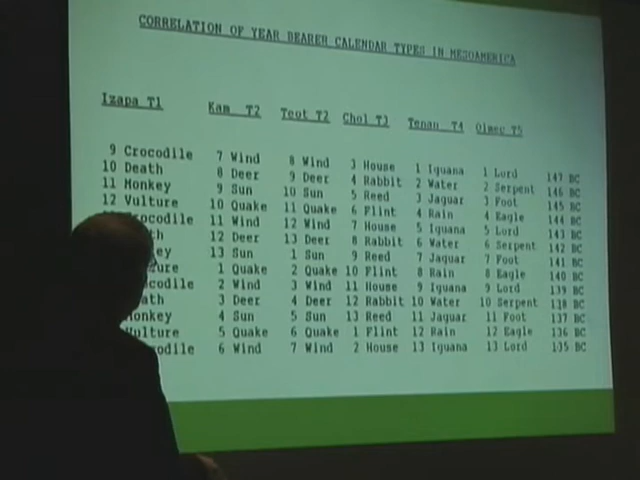 CORRELATION OF YEAR BEARER CALENDAR TYPES IN MESOAMERICA
Izapa T1 Kam T2 Teot T2 Chol T3 Tenan T4 Olmec T5
9 Crocodile 7 Wind 8 Wind 3 House 1 Iguana 1 Lord 147 BC
10 Death 8 Deer 9 Deer 4 Rabbit 2 Water 2 Serpent 146 BC
11 Monkey 9 Sun 10 Sun 5 Reed 3 Jaguar 3 Foot 145 BC
12 Vulture 10 Quake 11 Quake 6 Flint 4 Rain 4 Eagle 144 BC
rocodile 11 Wind 12 Wind 7 House 5 Iguana 5 Lord 143 BC
th 12 Deer 13 Deer 8 Rabbit 6 Water 6 Serpent 142 BC
ey 13 Sun 1 Sun 9 Reed 7 Jaguar 7 Foot 141 BC
ure 1 Quake 2 Quake 10 Flint 8 Rain 8 Eagle 140 BC
ocodile 2 Wind 3 Wind 11 House 9 Iguana 9 Lord 139 BC
ath 3 Deer 4 Deer 12 Rabbit 10 Water 10 Serpent 138 BC
onkey 4 Sun 5 Sun 13 Reed 11 Jaguar 11 Foot 137 BC
Vulture 5 Quake 6 Quake 1 Flint 12 Rain 12 Eagle 136 BC
ocodile 6 Wind 7 Wind 2 House 13 Iguana 13 Lord 135 BC